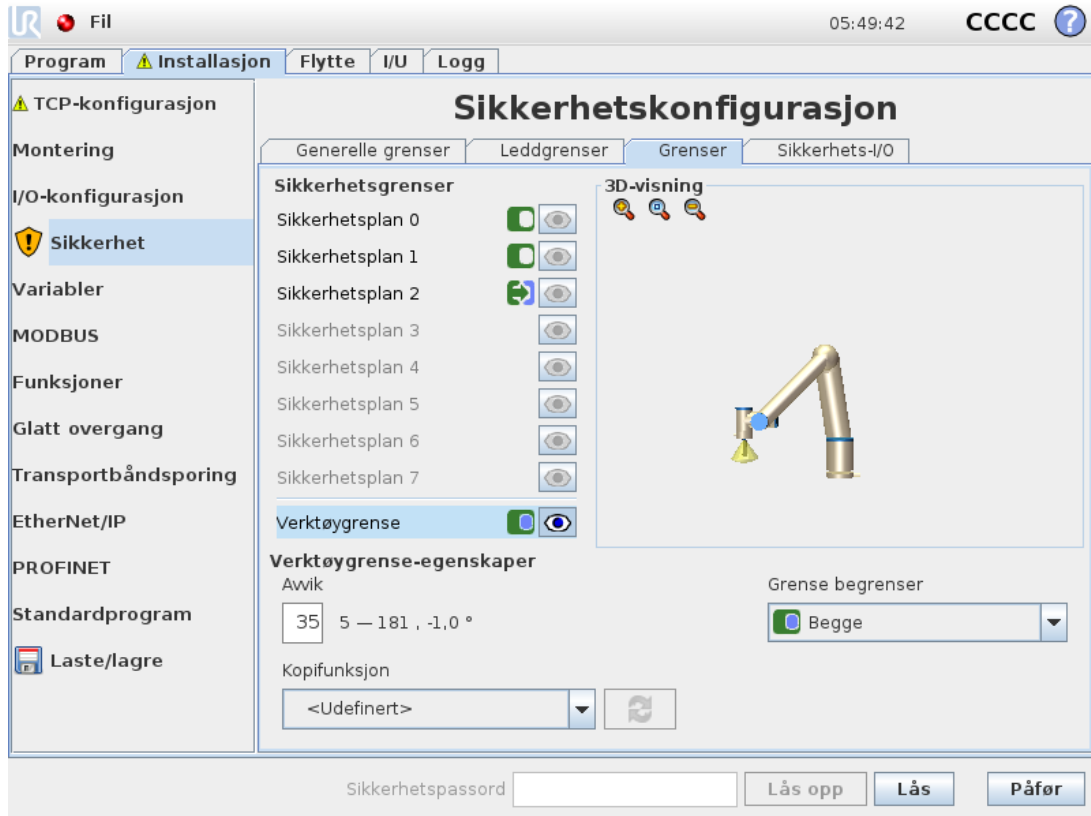 UR Fil 05:49:42 CCCC ?
Program Installasjon Flytte I/U Logg
TCP-konfigurasjon
Montering
I/O-konfigurasjon
Sikkerhet
Variabler
MODBUS
Funksjoner
Glatt overgang
Transportbåndsporing
EtherNet/IP
PROFINET
Standardprogram
Laste/lagre
Sikkerhetskonfigurasjon
Generelle grenser Leddgrenser Grenser Sikkerhets-I/O
Sikkerhetsgrenser
Sikkerhetsplan 0
Sikkerhetsplan 1
Sikkerhetsplan 2
Sikkerhetsplan 3
Sikkerhetsplan 4
Sikkerhetsplan 5
Sikkerhetsplan 6
Sikkerhetsplan 7
Verktøygrense
3D-visning
Verktøygrense-egenskaper
Avvik
35 5 — 181 , -1,0 °
Grense begrenser
Begge
Kopifunksjon
<Udefinert>
Sikkerhetspassord Lås opp Lås Påfør